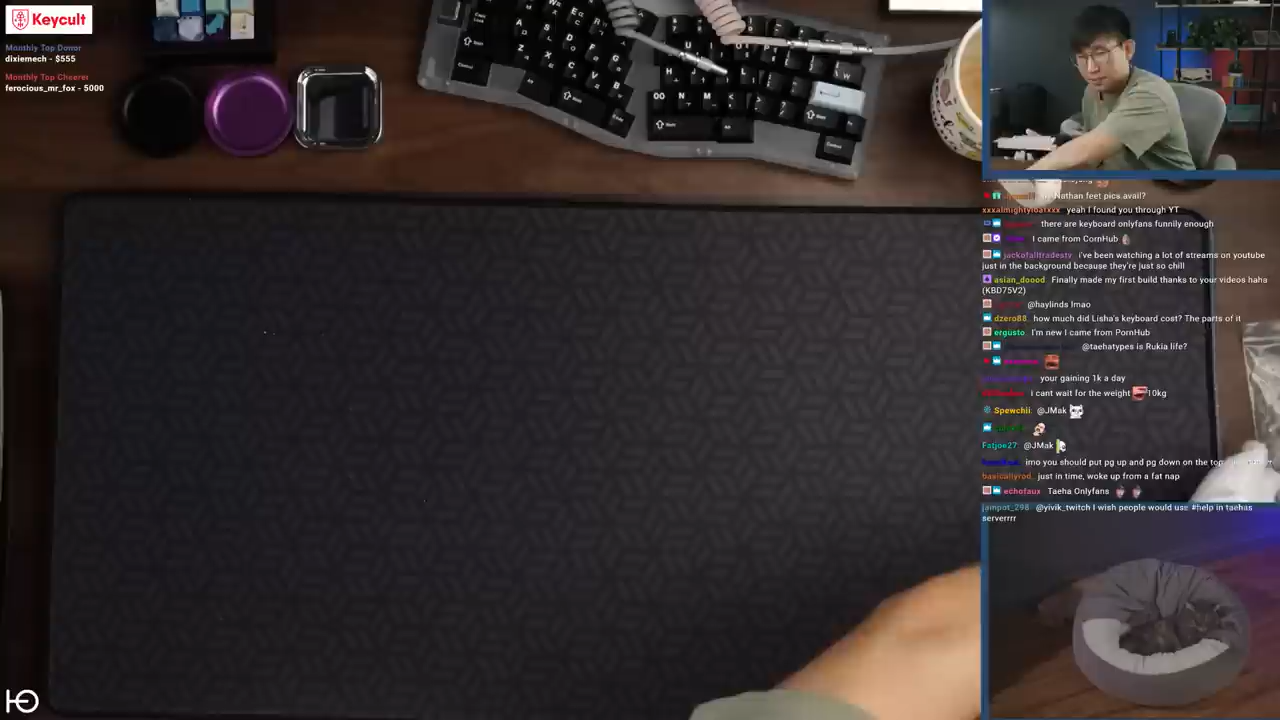 Keycult
Monthly Top Donor
dixiemech - $555
Monthly Top Cheerer
ferocious_mr_fox - 5000
Nathan feet pics avail?
yeah I found you through YT
there are keyboard onlyfans funnily enough
I came from CornHub
jackofalltradestv i've been watching a lot of streams on youtube
just in the background because they're just so chill
asian_doood Finally made my first build thanks to your videos haha
(KBD75V2)
@haylinds lmao
dzero88 how much did Lisha's keyboard cost? The parts of it
ergusto I'm new I came from PornHub
@taehatypes is Rukia life?
your gaining 1k a day
i cant wait for the weight 10kg
Spewchii: @JMak
Fatjoe27: @JMak
imo you should put pg up and pg down on the top
basicallyrod just in time, woke up from a fat nap
echofaux Taeha Onlyfans
jampot_298 @yivik_twitch I wish people would use #help in taehas
serverrrr